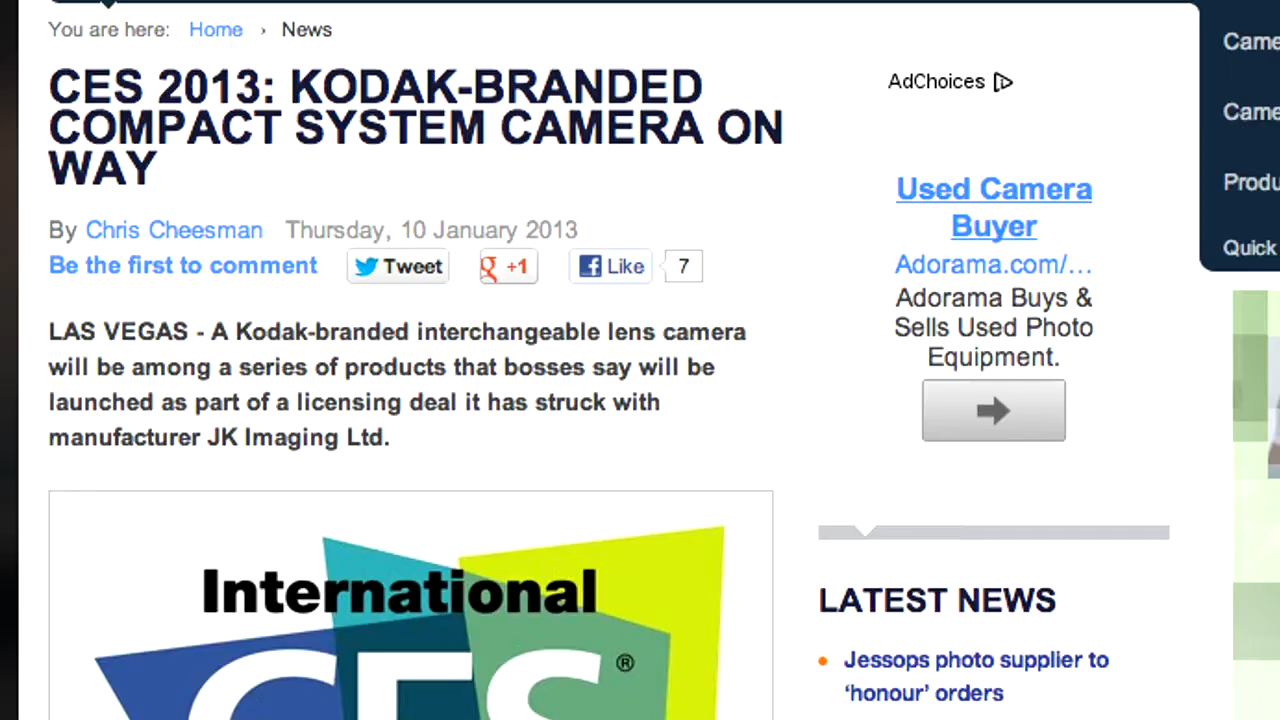 You are here: Home › News
CES 2013: KODAK-BRANDED
COMPACT SYSTEM CAMERA ON
WAY
By Chris Cheesman Thursday, 10 January 2013
Be the first to comment Tweet +1 Like 7
LAS VEGAS - A Kodak-branded interchangeable lens camera
will be among a series of products that bosses say will be
launched as part of a licensing deal it has struck with
manufacturer JK Imaging Ltd.
International
CES®
AdChoices
Used Camera
Buyer
Adorama.com/...
Adorama Buys &
Sells Used Photo
Equipment.
LATEST NEWS
• Jessops photo supplier to
‘honour’ orders
Quick